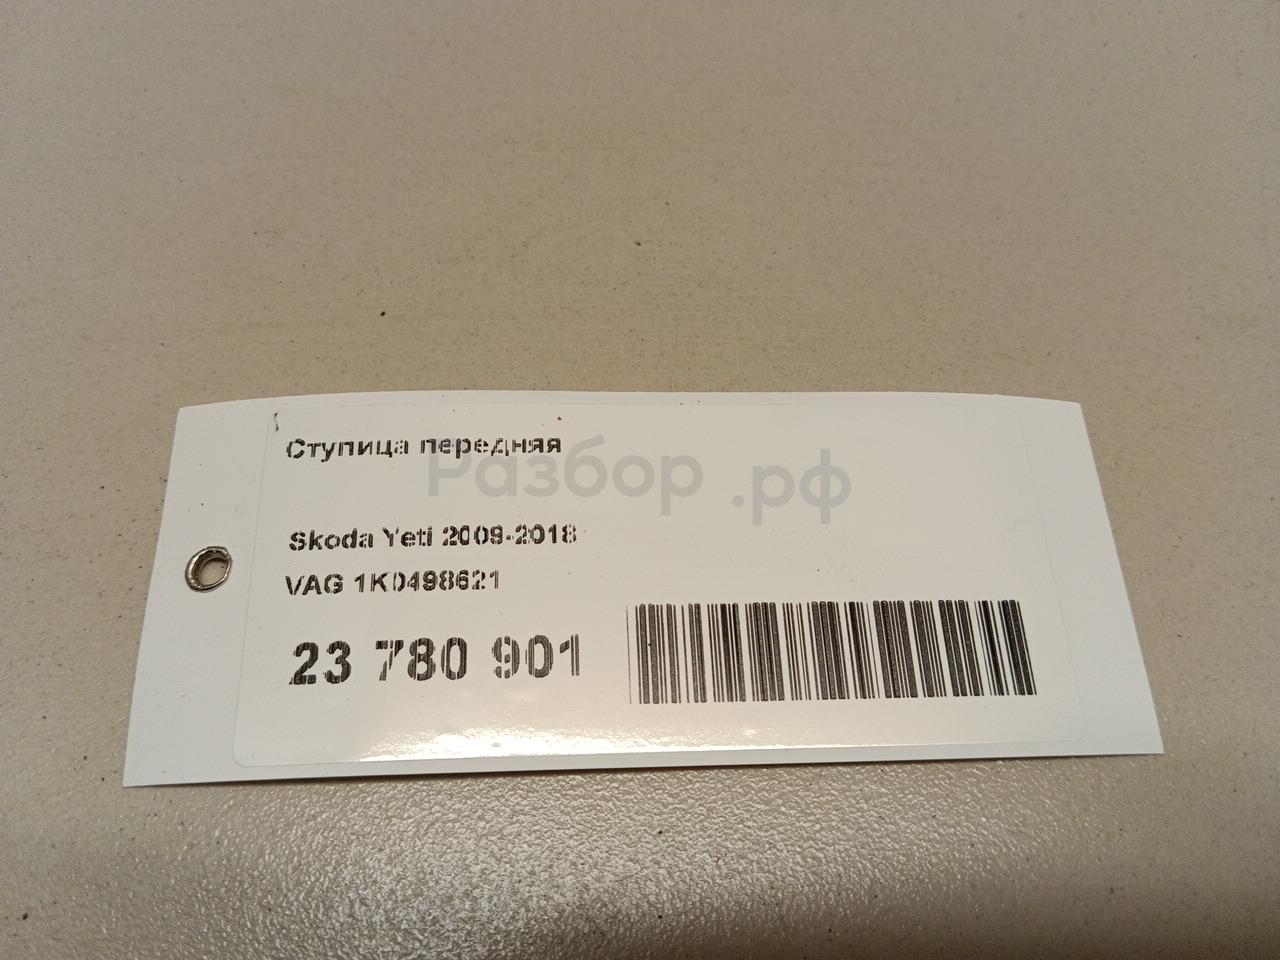 Ступица передняя
Разбор.рф
Skoda Yeti 2009-2018
VAG 1K0498621
23 780 901